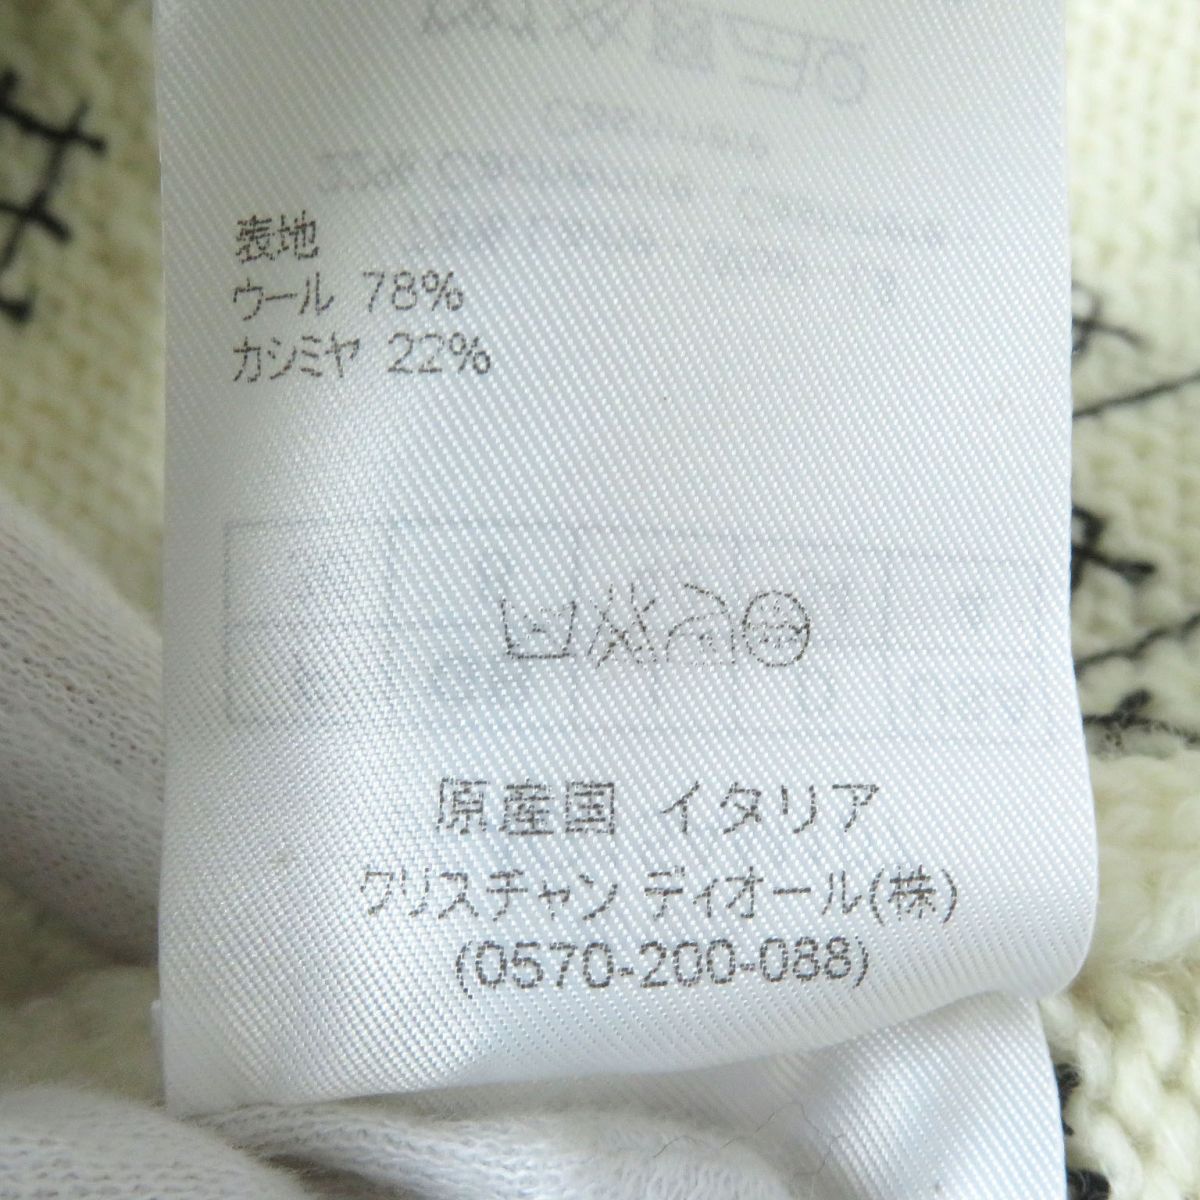 表地
ウール 78%
カシミヤ 22%
原産国 イタリア
クリスチャン ディオール(株)
(0570-200-088)